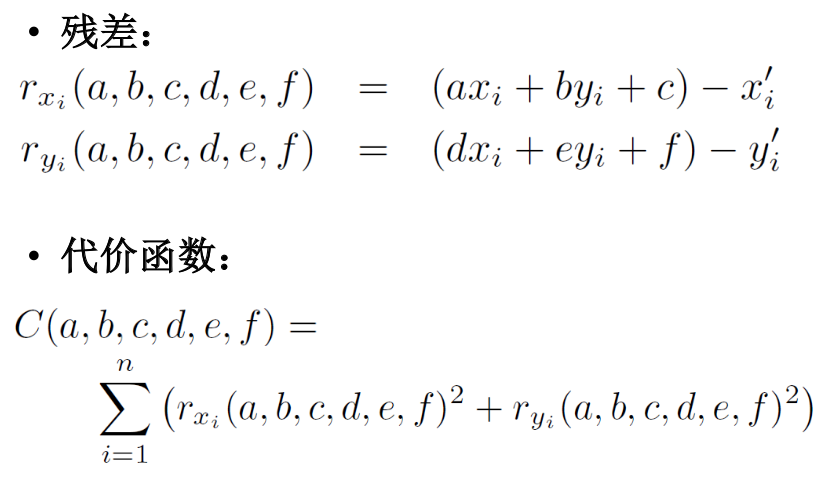 • 残差：
r_{x_i}(a, b, c, d, e, f) = (ax_i + by_i + c) − x′_i
r_{y_i}(a, b, c, d, e, f) = (dx_i + ey_i + f) − y′_i
• 代价函数：
C(a, b, c, d, e, f) =
\sum_{i=1}^{n} (r_{x_i}(a, b, c, d, e, f)^2 + r_{y_i}(a, b, c, d, e, f)^2)